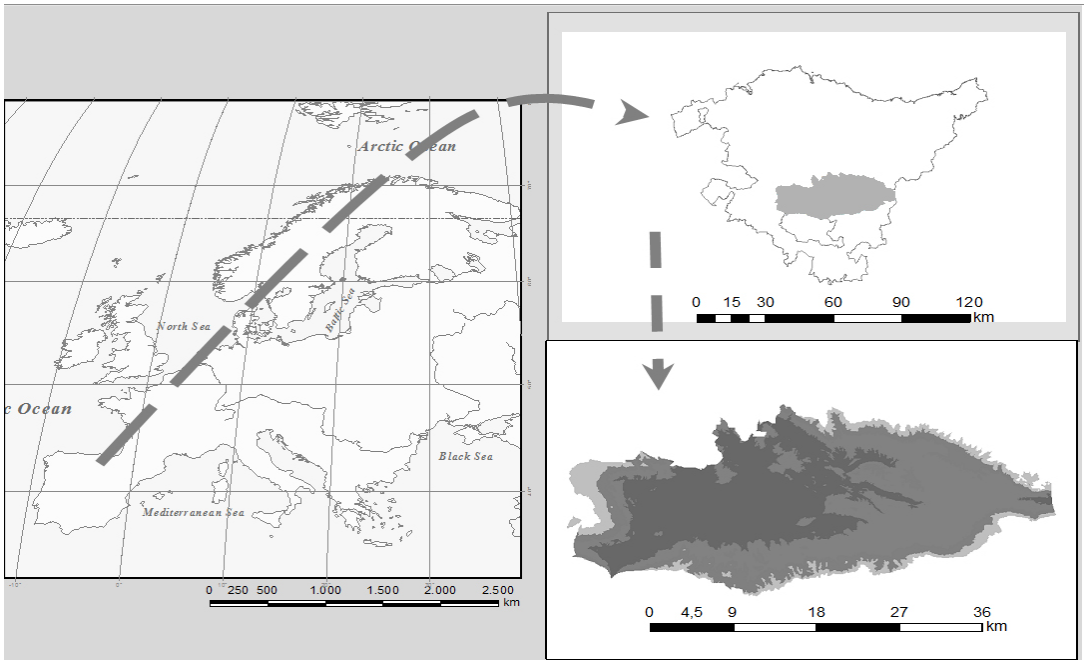 Arctic Ocean
North Sea
Baltic Sea
c Ocean
Black Sea
Mediterranean Sea
0 250 500 1.000 1.500 2.000 2.500
km
0 15 30 60 90 120
km
0 4,5 9 18 27 36
km